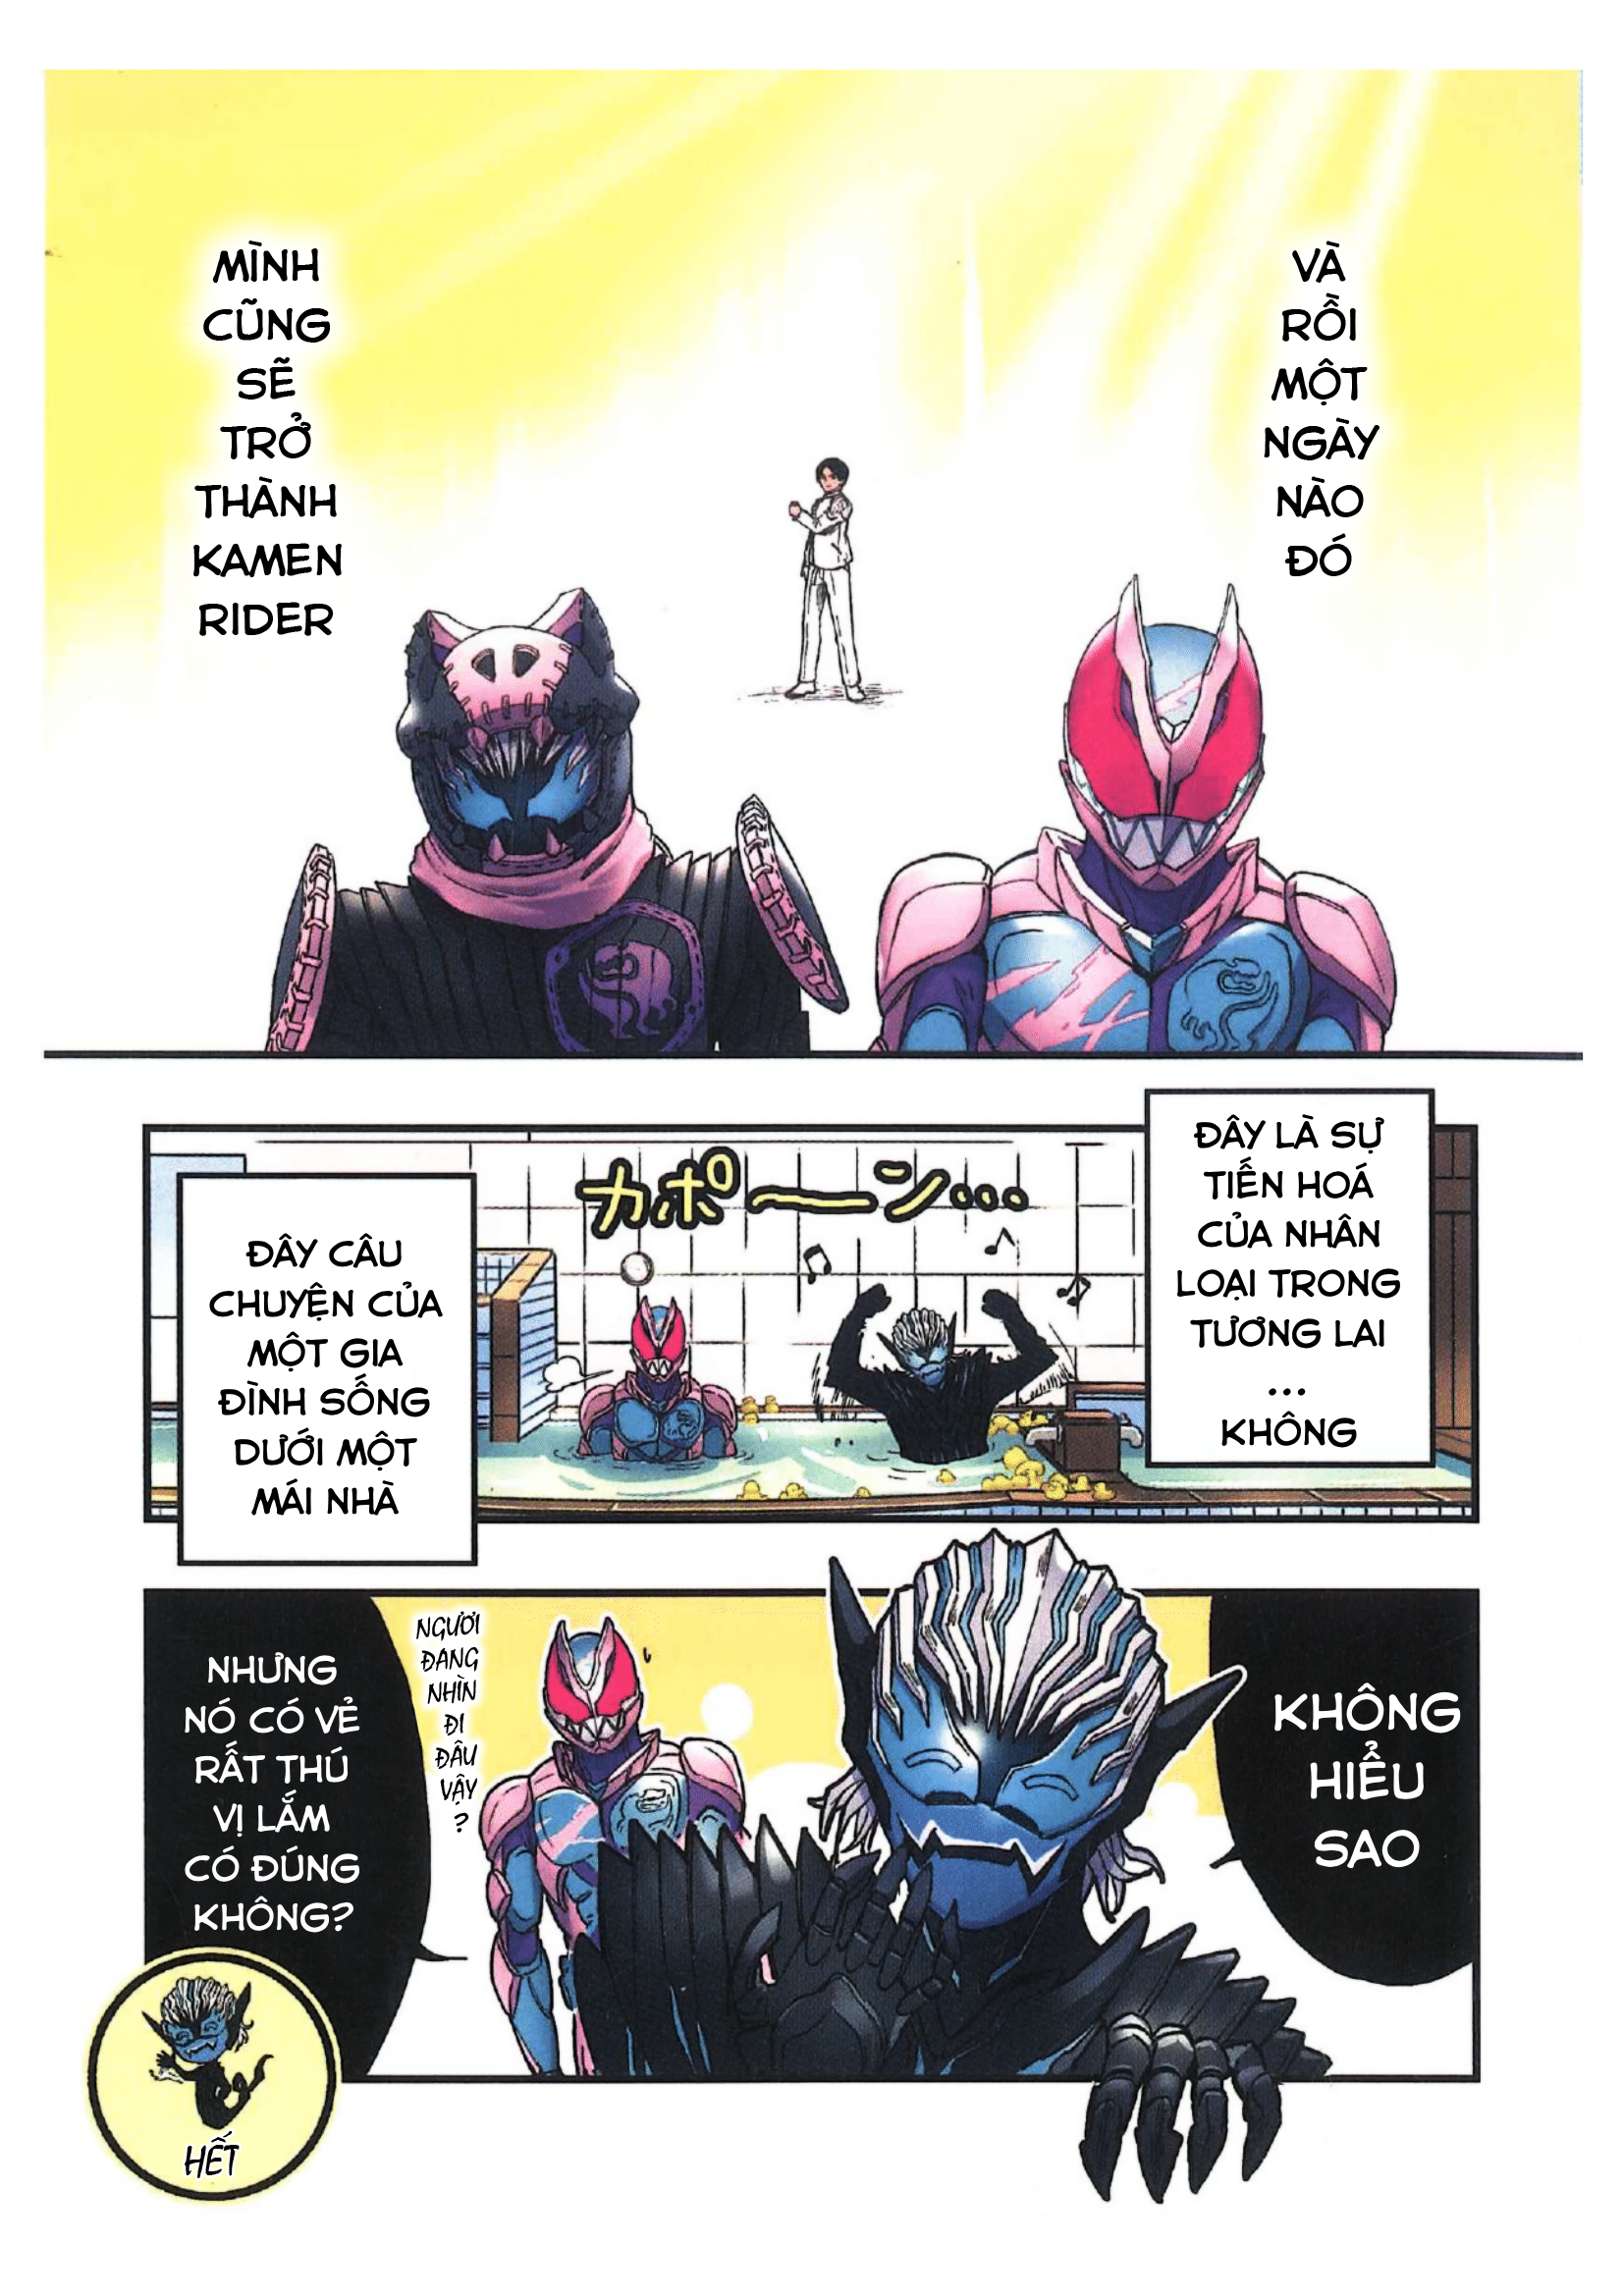 VÀ
RỒI
MỘT
NGÀY
NÀO
ĐÓ
MÌNH
CŨNG
SẼ
TRỞ
THÀNH
KAMEN
RIDER
ĐÂY LÀ SỰ
TIẾN HOÁ
CỦA NHÂN
LOẠI TRONG
TƯƠNG LAI
...
KHÔNG
カポーン...
ĐÂY CÂU
CHUYỆN CỦA
MỘT GIA
ĐÌNH SỐNG
DƯỚI MỘT
MÁI NHÀ
KHÔNG
HIỂU
SAO
NGƯƠI
ĐANG
NHÌN
ĐI
ĐÂU
VẬY
?
NHƯNG
NÓ CÓ VẺ
RẤT THÚ
VỊ LẮM
CÓ ĐÚNG
KHÔNG?
HẾT